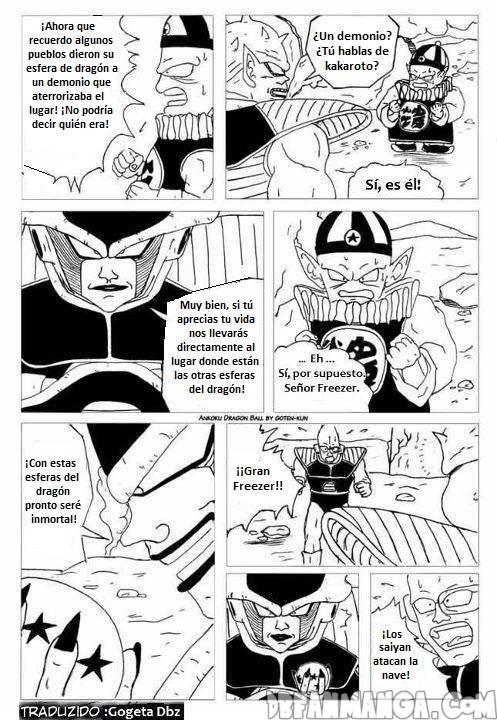 ¡Ahora que
recuerdo algunos
pueblos dieron su
esfera de dragón a
un demonio que
aterrorizaba el
lugar! ¡No podría
decir quién era!
¿Un demonio?
¿Tú hablas de
kakaroto?
Sí, es él!
Muy bien, si tú
aprecias tu vida
nos llevarás
directamente al
lugar donde están
las otras esferas
del dragón!
... Eh ...
Sí, por supuesto.
Señor Freezer.
Ankoku Dragon Ball by goten-kun
¡Con estas
esferas del
dragón
pronto seré
inmortal!
¡¡Gran
Freezer!!
¡Los
saiyan
atacan la
nave!
TRADUZIDO :Gogeta Dbz
DBFANMANGA.COM